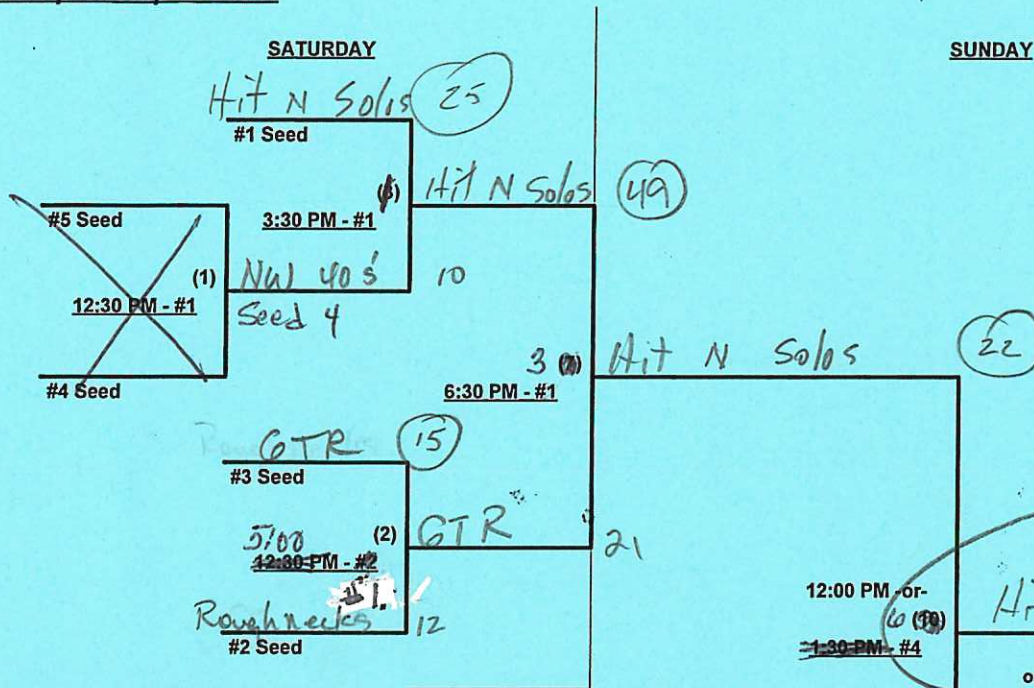 SATURDAY
SUNDAY
Hit N Solos 25
#1 Seed
Hit N Solos 49
#5 Seed
3:30 PM - #1
(1) NW 40's 10
12:30 PM - #1
Seed 4
#4 Seed
3
Hit N Solos 22
6:30 PM - #1
GTR 15
#3 Seed
5:00 (2) GTR 21
12:30 PM - #2
#1
Roughnecks 12
#2 Seed
12:00 PM -or-
6 (10)
1:30 PM - #4